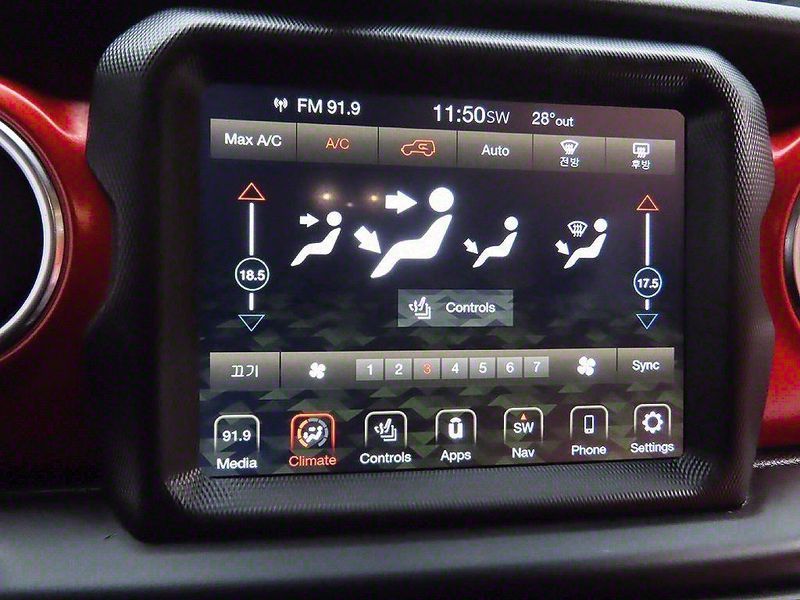 FM 91.9 11:50SW 28°out
Max A/C A/C Auto 전방 후방
18.5 17.5
Controls
끄기 1 2 3 4 5 6 7 Sync
91.9 SW
Media Climate Controls Apps Nav Phone Settings